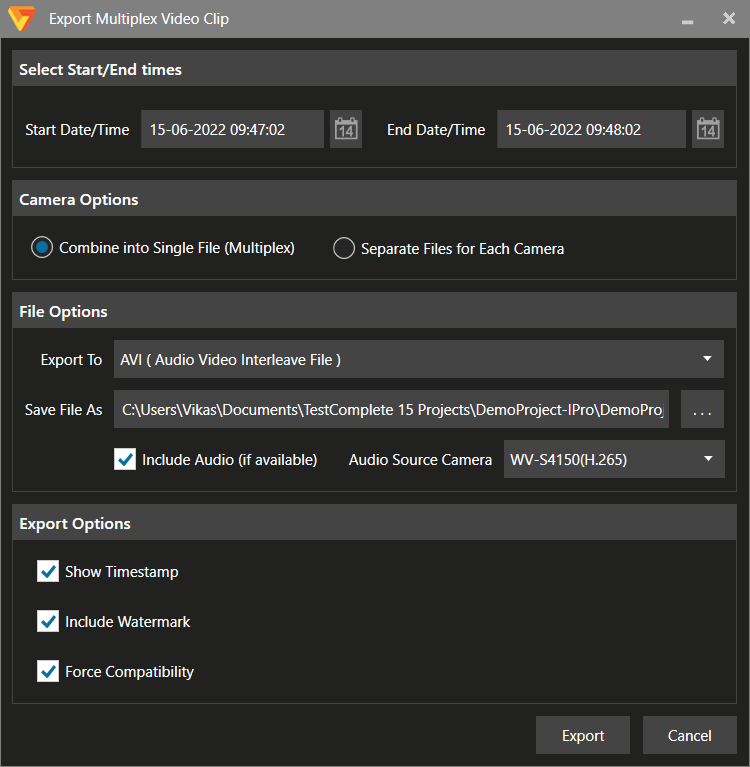 Export Multiplex Video Clip
Select Start/End times
Start Date/Time 15-06-2022 09:47:02 14 End Date/Time 15-06-2022 09:48:02 14
Camera Options
Combine into Single File (Multiplex) Separate Files for Each Camera
File Options
Export To AVI ( Audio Video Interleave File )
Save File As C:\Users\Vikas\Documents\TestComplete 15 Projects\DemoProject-IPro\DemoProj ...
Include Audio (if available) Audio Source Camera WV-S4150(H.265)
Export Options
Show Timestamp
Include Watermark
Force Compatibility
Export Cancel